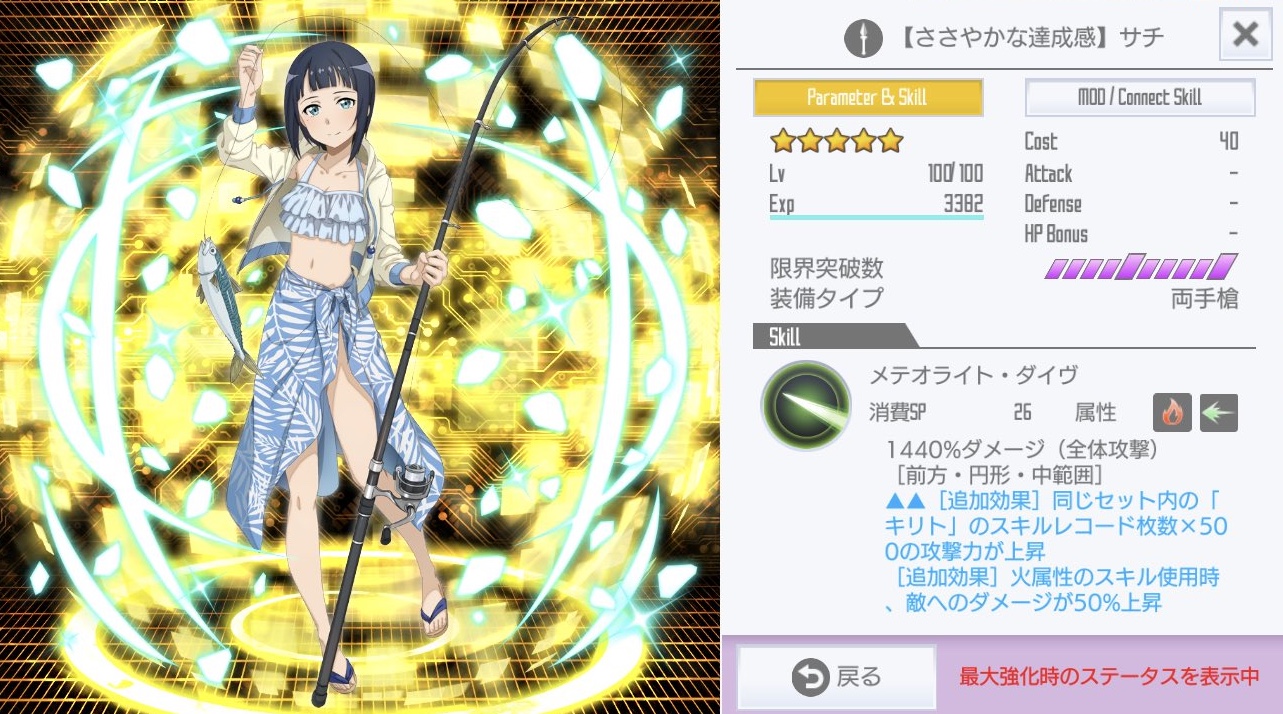 【ささやかな達成感】サチ
Parameter & Skill
MOD / Connect Skill
Lv 100/100
Exp 3382
Cost 40
Attack -
Defense -
HP Bonus -
限界突破数
装備タイプ 両手槍
Skill
メテオライト・ダイヴ
消費SP 26 属性
1440%ダメージ（全体攻撃）
［前方・円形・中範囲］
▲▲［追加効果］同じセット内の「
キリト」のスキルレコード枚数×50
0の攻撃力が上昇
［追加効果］火属性のスキル使用時
、敵へのダメージが50%上昇
戻る
最大強化時のステータスを表示中